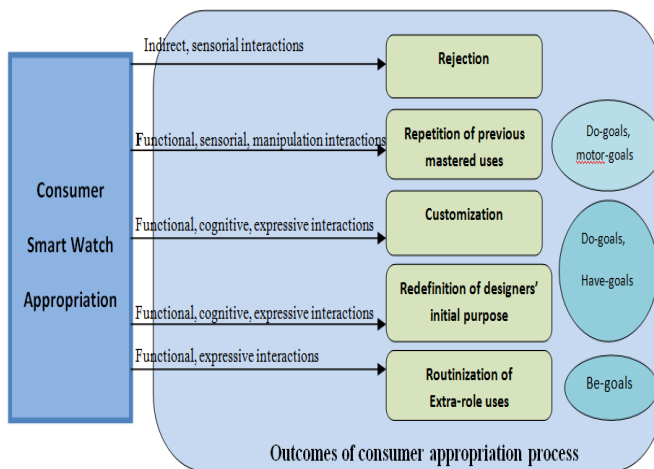 Indirect, sensorial interactions
Rejection
Functional, sensorial, manipulation interactions
Repetition of previous
mastered uses
Do-goals,
motor-goals
Consumer
Smart Watch
Appropriation
Functional, cognitive, expressive interactions
Customization
Do-goals,
Have-goals
Functional, cognitive, expressive interactions
Redefinition of designers'
initial purpose
Functional, expressive interactions
Routinization of
Extra-role uses
Be-goals
Outcomes of consumer appropriation process